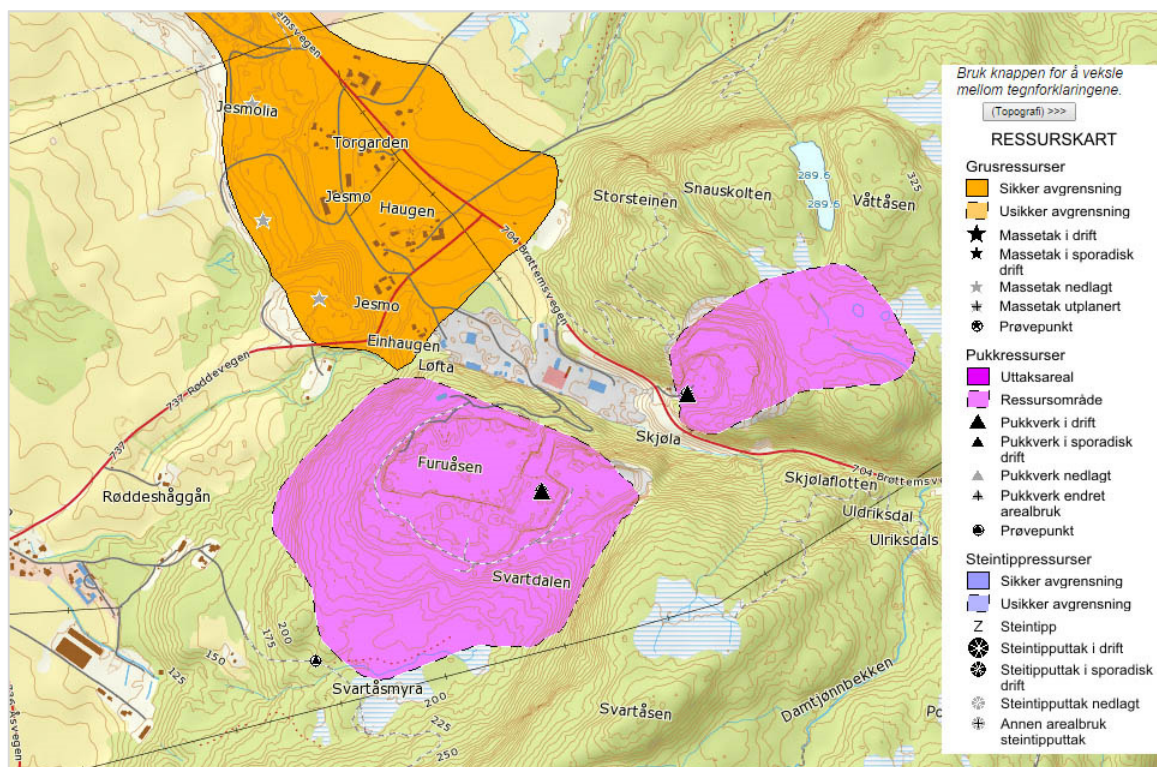 Brøttemsvegen
Jesmolia
Torgarden
Jesmo
Haugen
Jesmo
Einhaugen
Løfta
704 Brøttemsvegen
Storsteinen
Snauskolten
289.6
289.6
Våttåsen
325
737 Røddevegen
737
Røddeshåggån
Furuåsen
Svartdalen
Skjøla
Skjølaflotten
704 Brøttemsv
Uldriksdal
Ulriksdals
200
175
150
125
Svartåsmyra
200
225
250
Svartåsen
Damtjønnbekken
Bruk knappen for å veksle
mellom tegnforklaringene.
(Topografi) >>>
RESSURSKART
Grusressurser
Sikker avgrensning
Usikker avgrensning
Massetak i drift
Massetak i sporadisk
drift
Massetak nedlagt
Massetak utplanert
Prøvepunkt
Pukkressurser
Uttaksareal
Ressursområde
Pukkverk i drift
Pukkverk i sporadisk
drift
Pukkverk nedlagt
Pukkverk endret
arealbruk
Prøvepunkt
Steintippressurser
Sikker avgrensning
Usikker avgrensning
Z Steintipp
Steintipputtak i drift
Steitipputtak i sporadisk
drift
Steintipputtak nedlagt
Annen arealbruk
steintipputtak